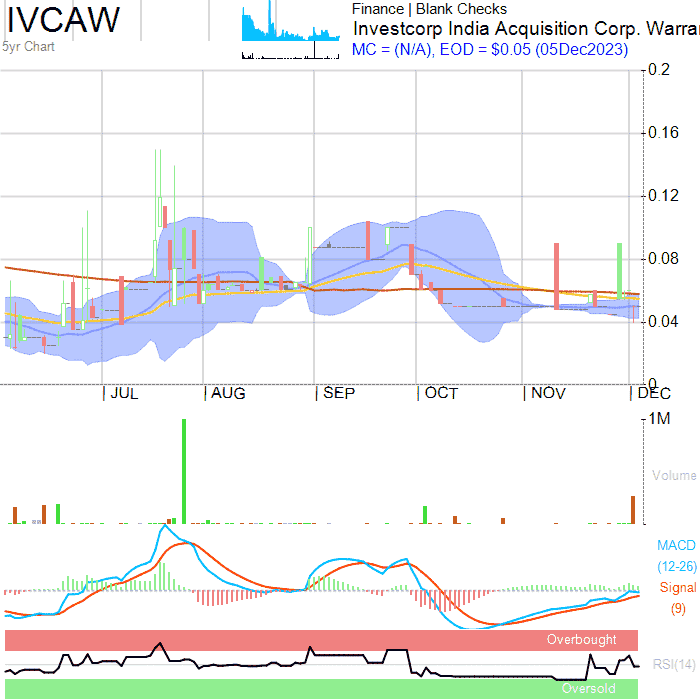 IVCAW
5yr Chart
Finance | Blank Checks
Investcorp India Acquisition Corp. Warra
MC = (N/A), EOD = $0.05 (05Dec2023)
0.2
0.16
0.12
0.08
0.04
0
JUL
AUG
SEP
OCT
NOV
DEC
1M
Volume
MACD
(12-26)
Signal
(9)
Overbought
RSI(14)
Oversold